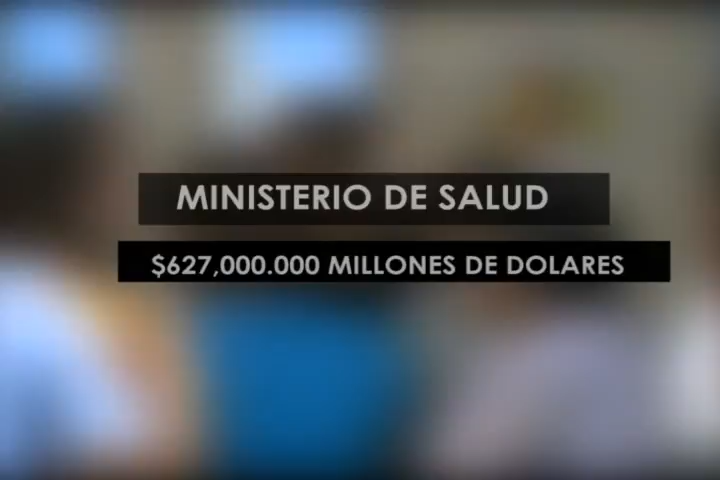 MINISTERIO DE SALUD
$627,000.000 MILLONES DE DOLARES